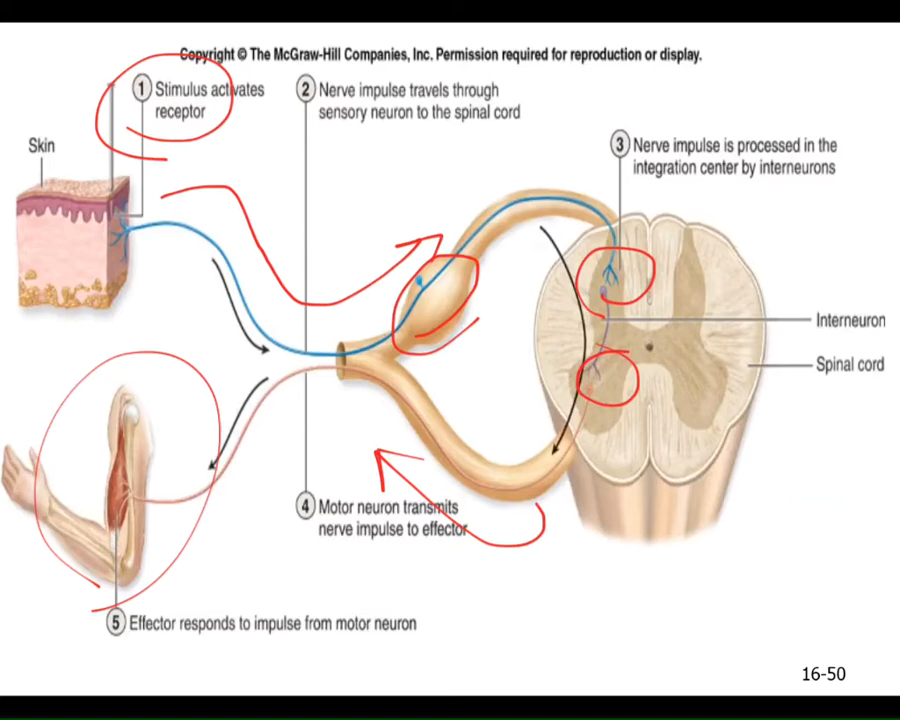 Copyright © The McGraw-Hill Companies, Inc. Permission required for reproduction or display.
1 Stimulus activates
receptor
2 Nerve impulse travels through
sensory neuron to the spinal cord
3 Nerve impulse is processed in the
integration center by interneurons
Skin
Interneuron
Spinal cord
4 Motor neuron transmits
nerve impulse to effector
5 Effector responds to impulse from motor neuron
16-50